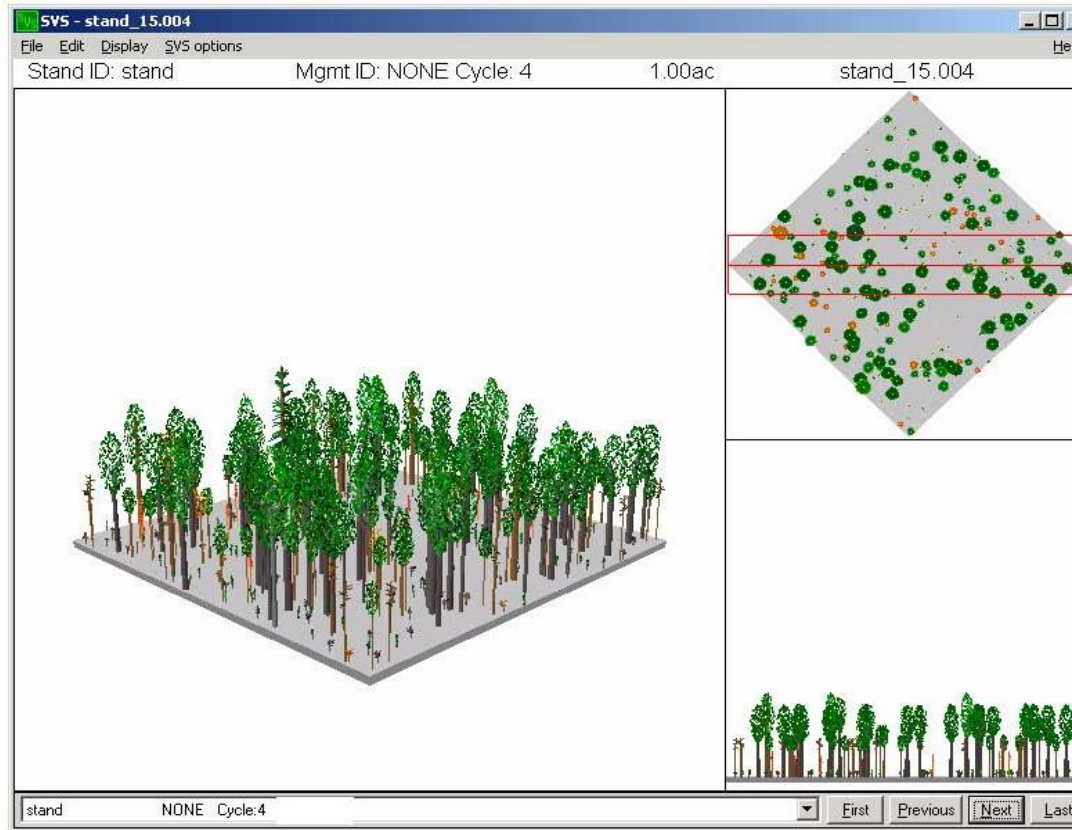 SVS - stand_15.004
File Edit Display SVS options He
Stand ID: stand Mgmt ID: NONE Cycle: 4 1.00ac stand_15.004
stand NONE Cycle:4 First Previous Next Last